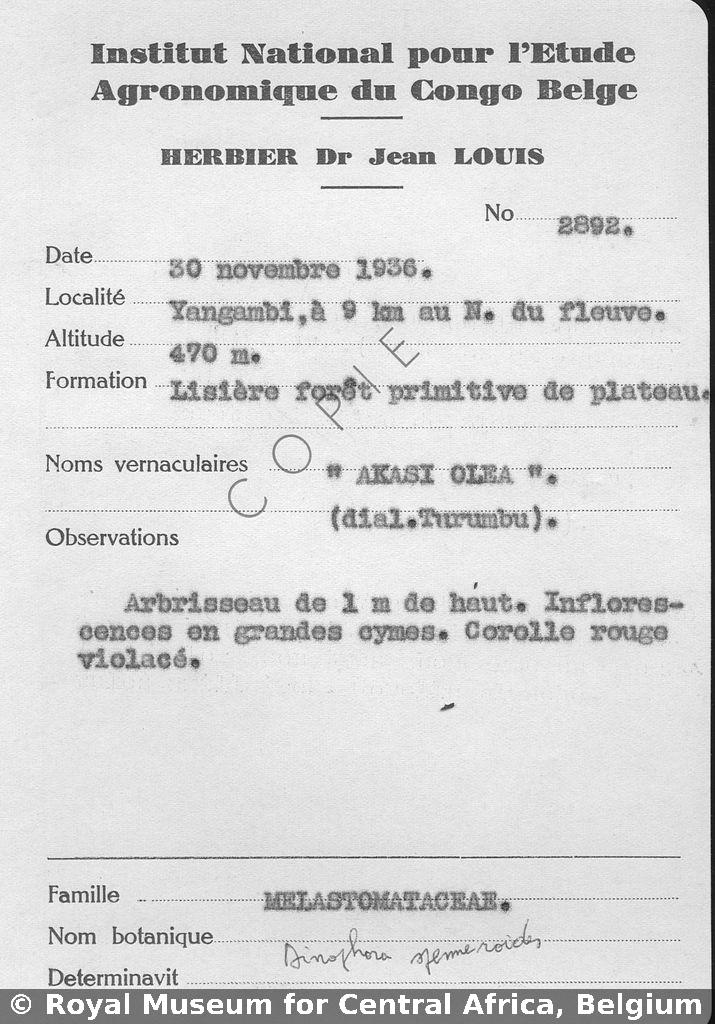 Institut National pour l'Etude
Agronomique du Congo Belge
HERBIER Dr Jean LOUIS
No 2892.
Date 30 novembre 1936.
Localité Yangambi, à 9 km au N. du fleuve.
Altitude 470 m.
Formation Lisière forêt primitive de plateau.
COPIE
Noms vernaculaires " AKASI OLEA ".
(dial.Turumbu).
Observations
Arbrisseau de 1 m de haut. Inflores-
cences en grandes cymes. Corolle rouge
violacé.
Famille MELASTOMATACEAE.
Nom botanique Dinophora spenneroides
Determinavit
© Royal Museum for Central Africa, Belgium